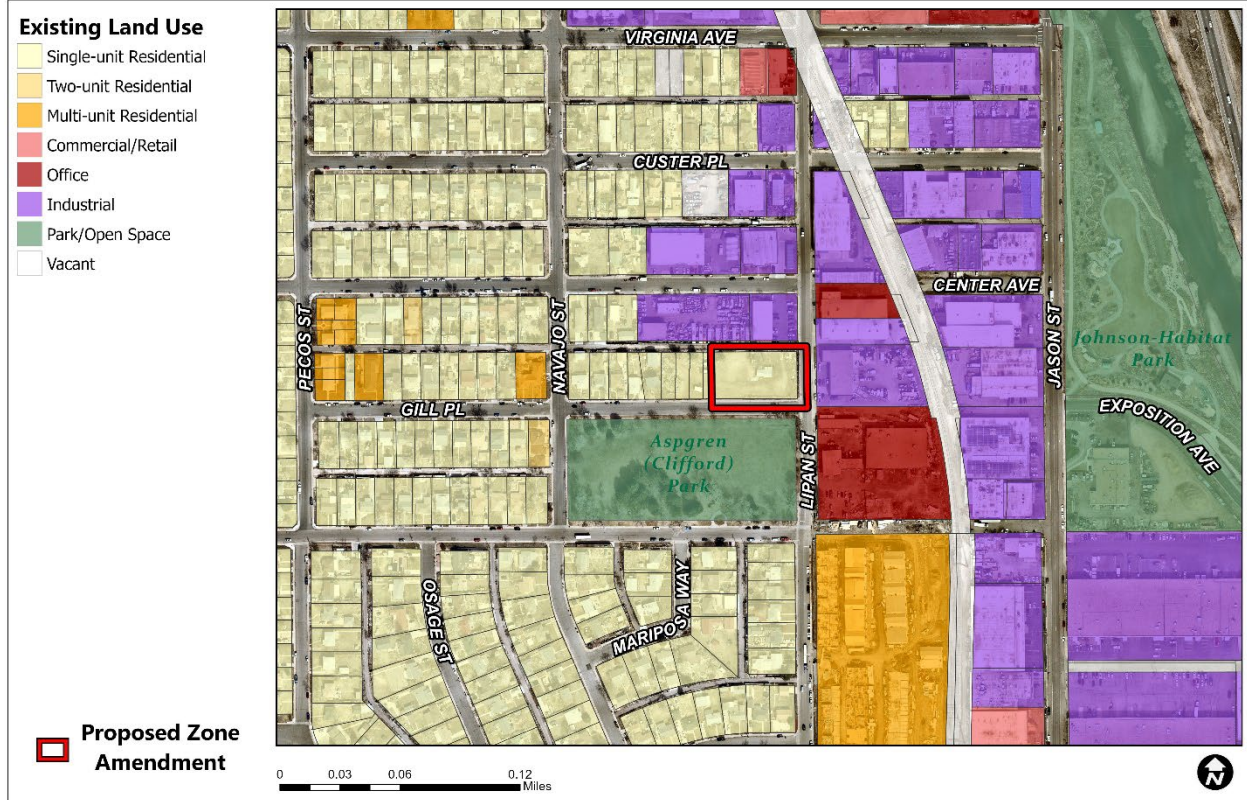 Existing Land Use
Single-unit Residential
Two-unit Residential
Multi-unit Residential
Commercial/Retail
Office
Industrial
Park/Open Space
Vacant
VIRGINIA AVE
CUSTER PL
CENTER AVE
PECOS ST
NAVAJO ST
JASON ST
Johnson-Habitat
Park
GILL PL
EXPOSITION AVE
Aspgren
(Clifford)
Park
LIPAN ST
OSAGE ST
MARIPOSA WAY
Proposed Zone
Amendment
0 0.03 0.06 0.12
Miles
N